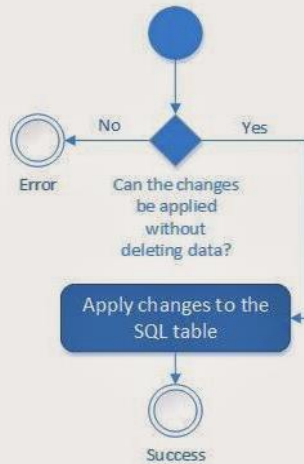 No
Yes
Error
Can the changes
be applied
without
deleting data?
Apply changes to the
SQL table
Success